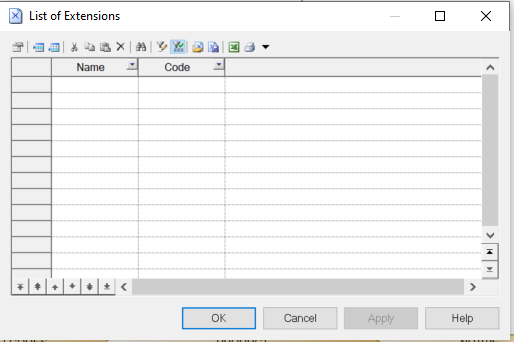 List of Extensions
Name Code
OK Cancel Apply Help